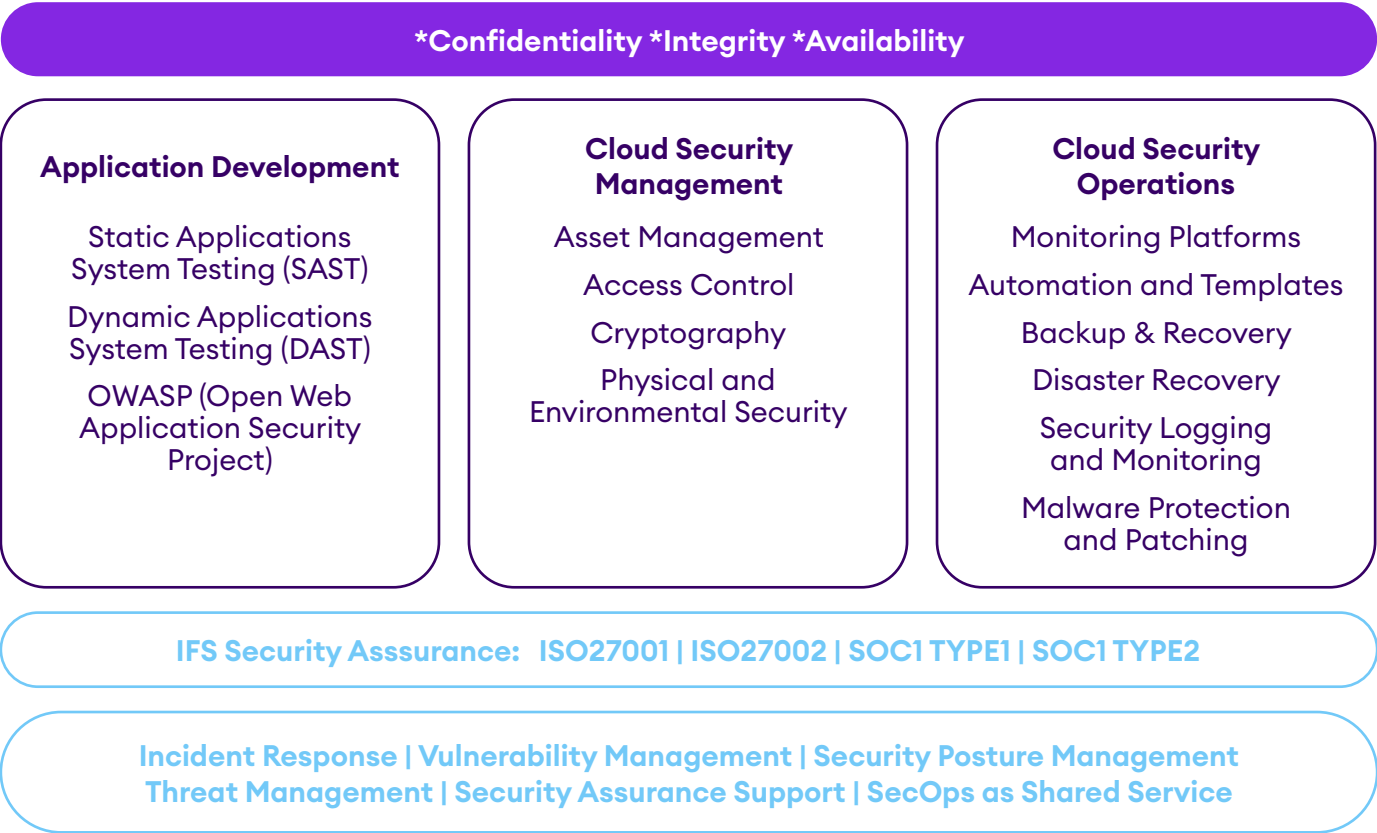 *Confidentiality *Integrity *Availability
Application Development
Static Applications
System Testing (SAST)
Dynamic Applications
System Testing (DAST)
OWASP (Open Web
Application Security
Project)
Cloud Security
Management
Asset Management
Access Control
Cryptography
Physical and
Environmental Security
Cloud Security
Operations
Monitoring Platforms
Automation and Templates
Backup & Recovery
Disaster Recovery
Security Logging
and Monitoring
Malware Protection
and Patching
IFS Security Asssurance: ISO27001 | ISO27002 | SOC1 TYPE1 | SOC1 TYPE2
Incident Response | Vulnerability Management | Security Posture Management
Threat Management | Security Assurance Support | SecOps as Shared Service